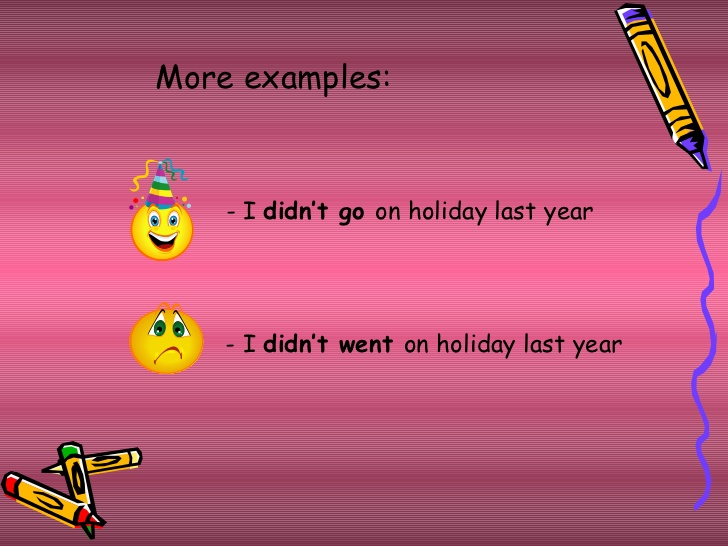 More examples:
- I didn't go on holiday last year
- I didn't went on holiday last year